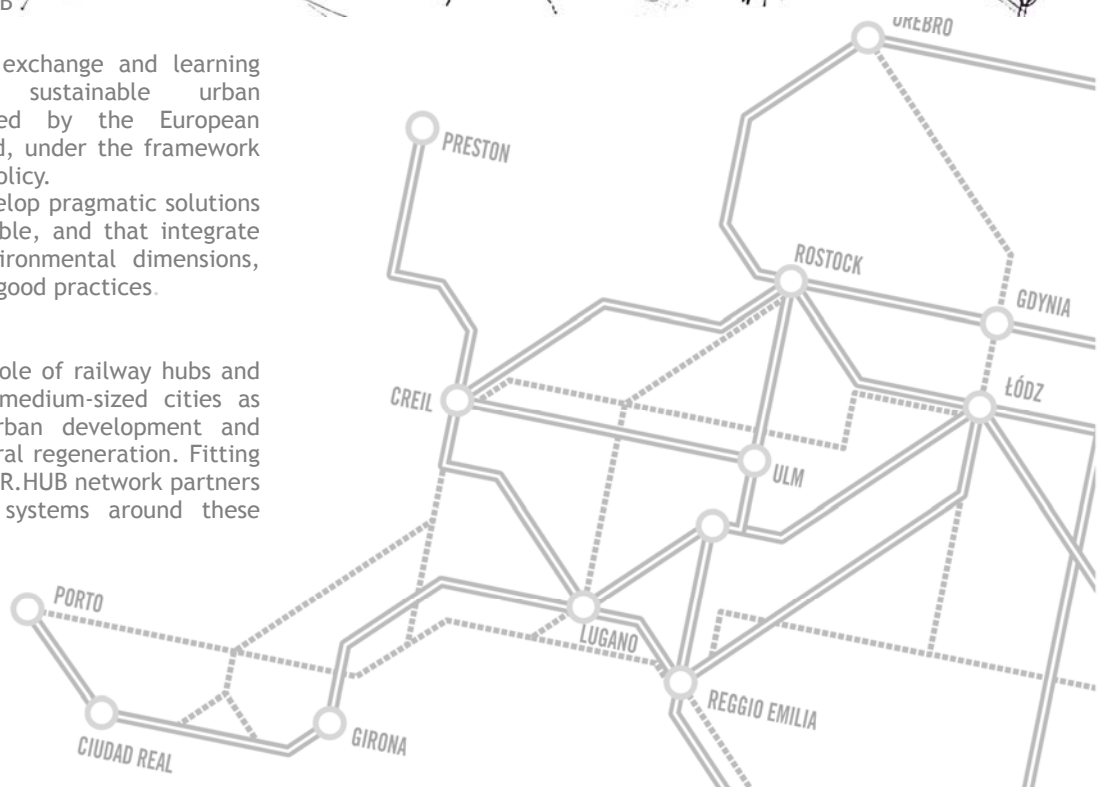 B
exchange and learning
sustainable urban
ed by the European
d, under the framework
olicy.
elop pragmatic solutions
ble, and that integrate
vironmental dimensions,
good practices.
ole of railway hubs and
medium-sized cities as
rban development and
ral regeneration. Fitting
R.HUB network partners
systems around these
OREBRO
PRESTON
ROSTOCK
GDYNIA
CREIL
ŁÓDZ
ULM
PORTO
LUGANO
REGGIO EMILIA
CIUDAD REAL
GIRONA